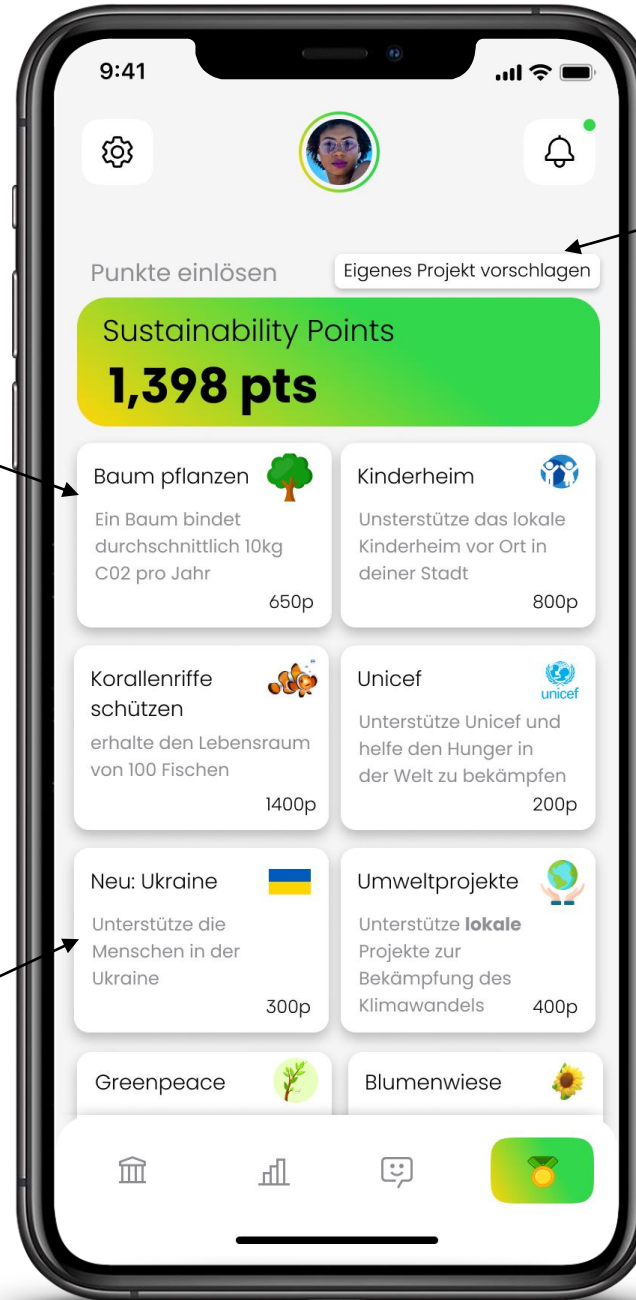 9:41
Punkte einlösen
Eigenes Projekt vorschlagen
Sustainability Points
1,398 pts
Baum pflanzen
Ein Baum bindet
durchschnittlich 10kg
C02 pro Jahr
650p
Kinderheim
Unsterstütze das lokale
Kinderheim vor Ort in
deiner Stadt
800p
Korallenriffe
schützen
erhalte den Lebensraum
von 100 Fischen
1400p
Unicef
unicef
Unterstütze Unicef und
helfe den Hunger in
der Welt zu bekämpfen
200p
Neu: Ukraine
Unterstütze die
Menschen in der
Ukraine
300p
Umweltprojekte
Unterstütze lokale
Projekte zur
Bekämpfung des
Klimawandels
400p
Greenpeace
Blumenwiese